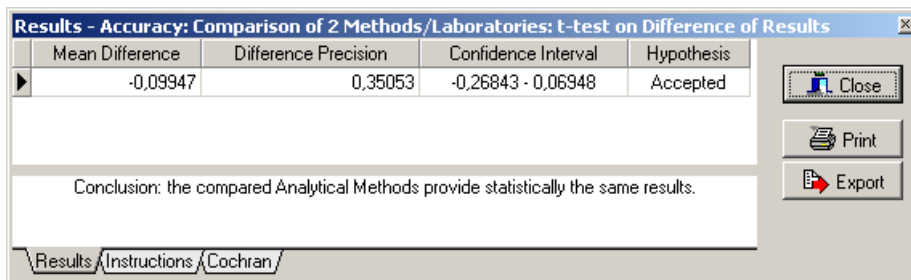 Results - Accuracy: Comparison of 2 Methods/Laboratories: t-test on Difference of Results
Mean Difference Difference Precision Confidence Interval Hypothesis
-0,09947 0,35053 -0,26843 - 0,06948 Accepted
Close
Print
Export
Conclusion: the compared Analytical Methods provide statistically the same results.
Results Instructions Cochran